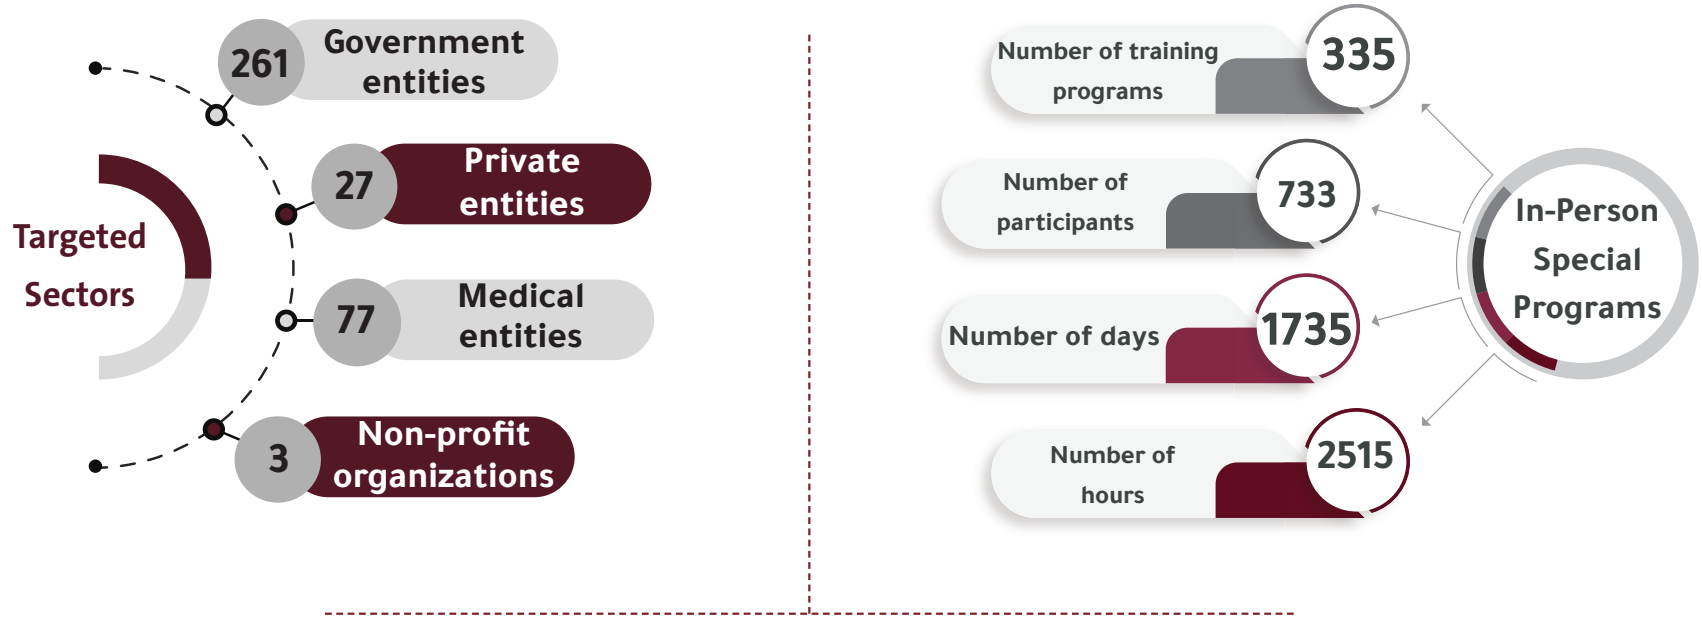 Targeted
Sectors
261
Government
entities
27
Private
entities
77
Medical
entities
3
Non-profit
organizations
In-Person
Special
Programs
Number of training
programs
335
Number of
participants
733
Number of days
1735
Number of
hours
2515